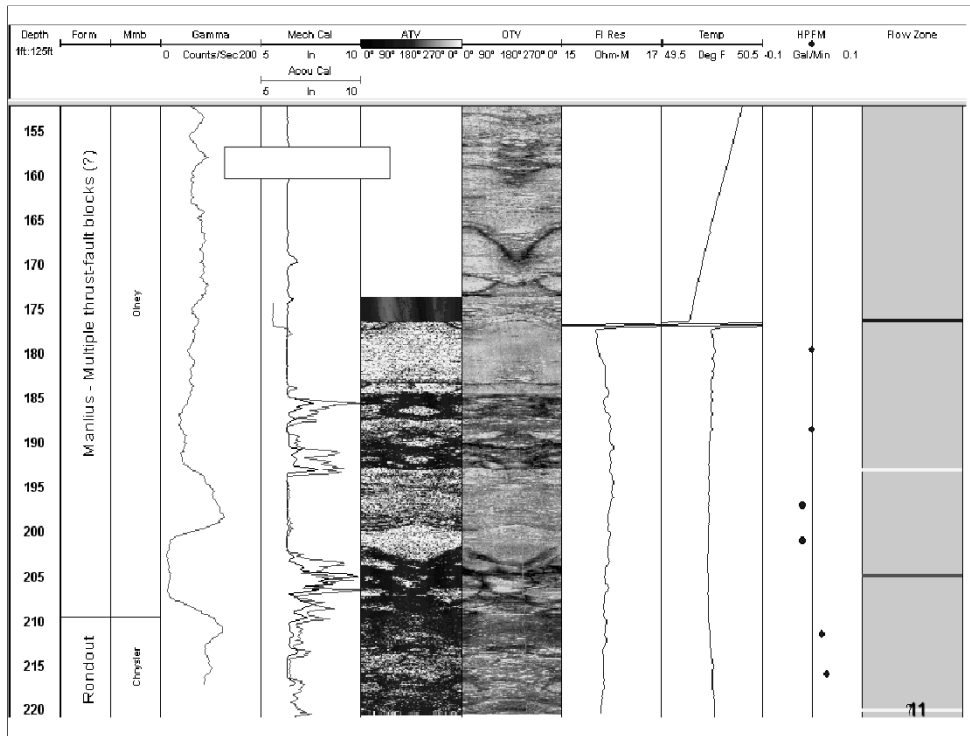 Depth Form Mmb Gamma Mech Cal ATV OTV Fl Res Temp HPFM Flow Zone
1ft:125ft 0 Counts/Sec 200 5 In 10 0° 90° 180° 270° 0° 0° 90° 180° 270° 0° 15 Ohm-M 17 49.5 Deg F 50.5 -0.1 Gal/Min 0.1
Acou Cal
5 In 10
155
160
165
170
175
180
185
190
195
200
205
210
215
220
Manlius - Multiple thrust-fault blocks (?)
Olney
Rondout
Chrysler